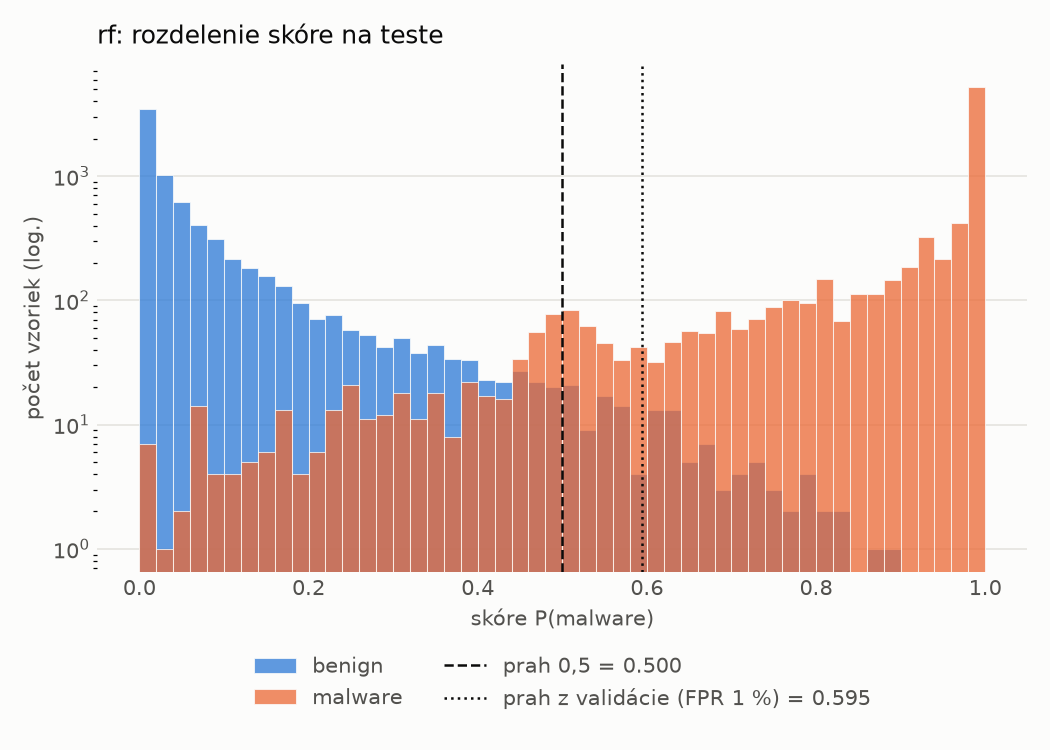 rf: rozdelenie skóre na teste
počet vzoriek (log.)
10³
10²
10¹
10⁰
0.0 0.2 0.4 0.6 0.8 1.0
skóre P(malware)
benign
malware
prah 0,5 = 0.500
prah z validácie (FPR 1 %) = 0.595